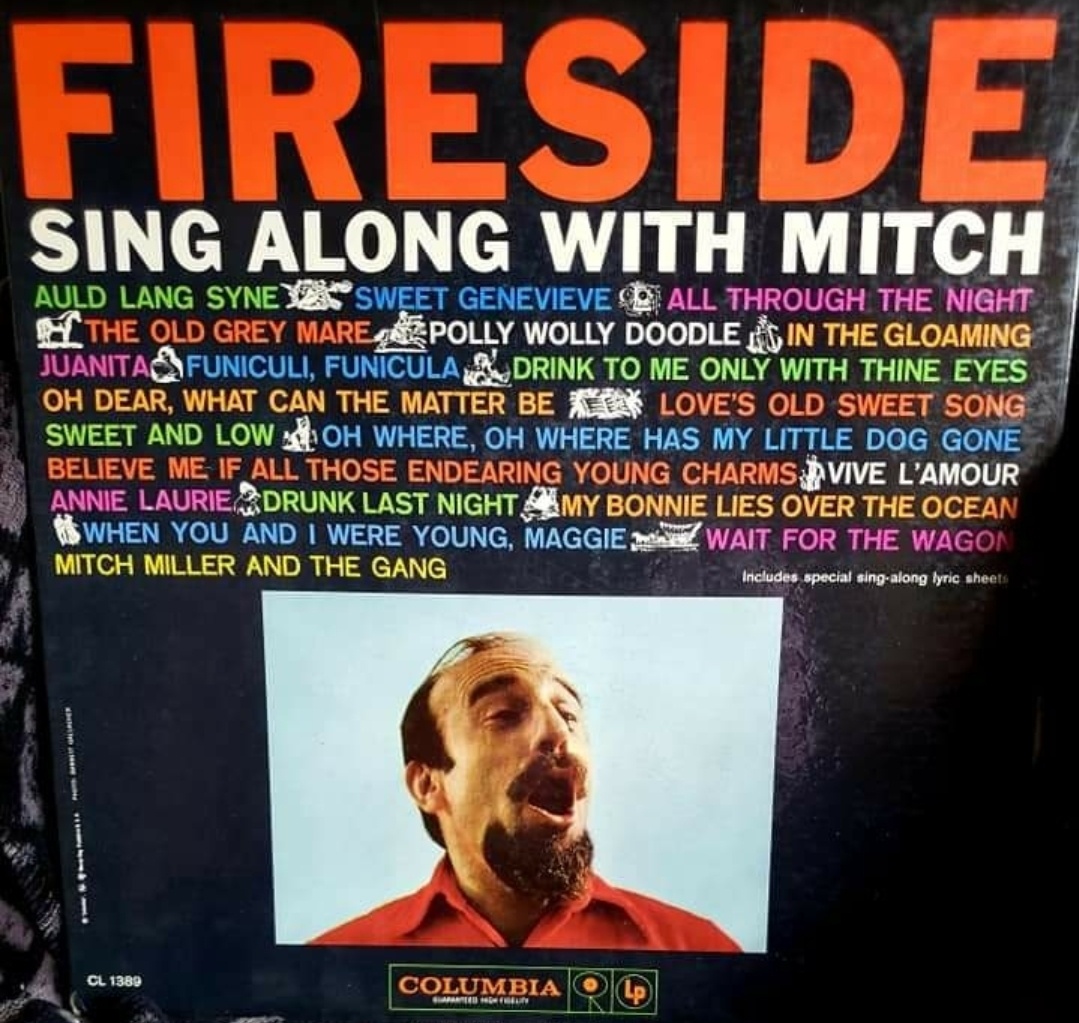 FIRESIDE
SING ALONG WITH MITCH
AULD LANG SYNE SWEET GENEVIEVE ALL THROUGH THE NIGHT
THE OLD GREY MARE POLLY WOLLY DOODLE IN THE GLOAMING
JUANITA FUNICULI, FUNICULA DRINK TO ME ONLY WITH THINE EYES
OH DEAR, WHAT CAN THE MATTER BE LOVE'S OLD SWEET SONG
SWEET AND LOW OH WHERE, OH WHERE HAS MY LITTLE DOG GONE
BELIEVE ME IF ALL THOSE ENDEARING YOUNG CHARMS VIVE L'AMOUR
ANNIE LAURIE DRUNK LAST NIGHT MY BONNIE LIES OVER THE OCEAN
WHEN YOU AND I WERE YOUNG, MAGGIE WAIT FOR THE WAGON
MITCH MILLER AND THE GANG
Includes special sing-along lyric sheets
PHOTO:
CL 1389
COLUMBIA Lp
GUARANTEED HIGH FIDELITY